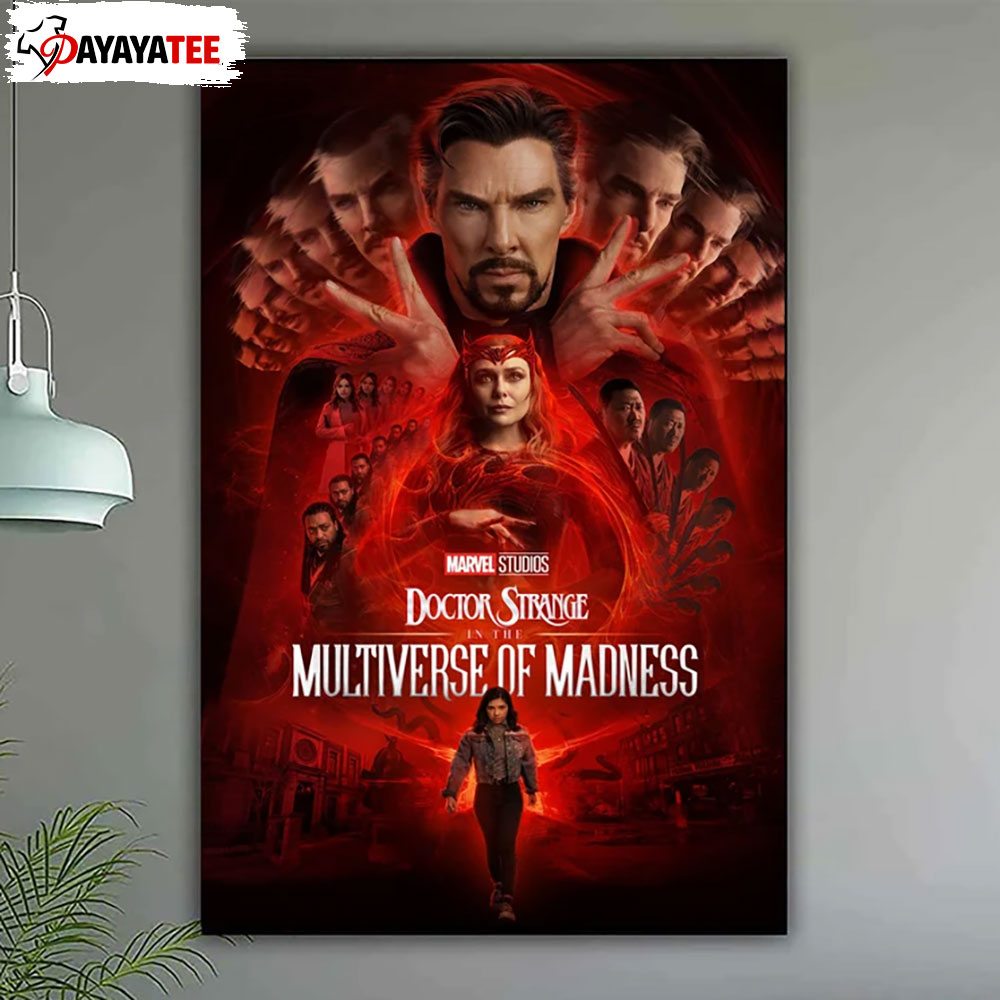 PAYAYATEE
MARVEL STUDIOS
DOCTOR STRANGE
IN THE
MULTIVERSE OF MADNESS